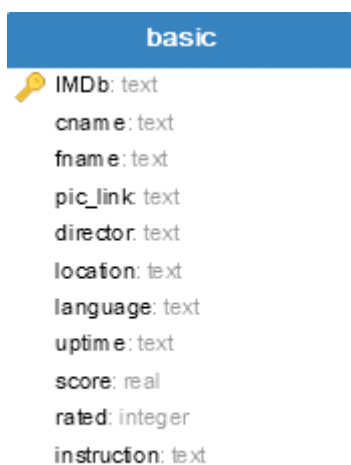 basic
IMDb: text
cname: text
fname: text
pic_link: text
director: text
location: text
language: text
uptime: text
score: real
rated: integer
instruction: text